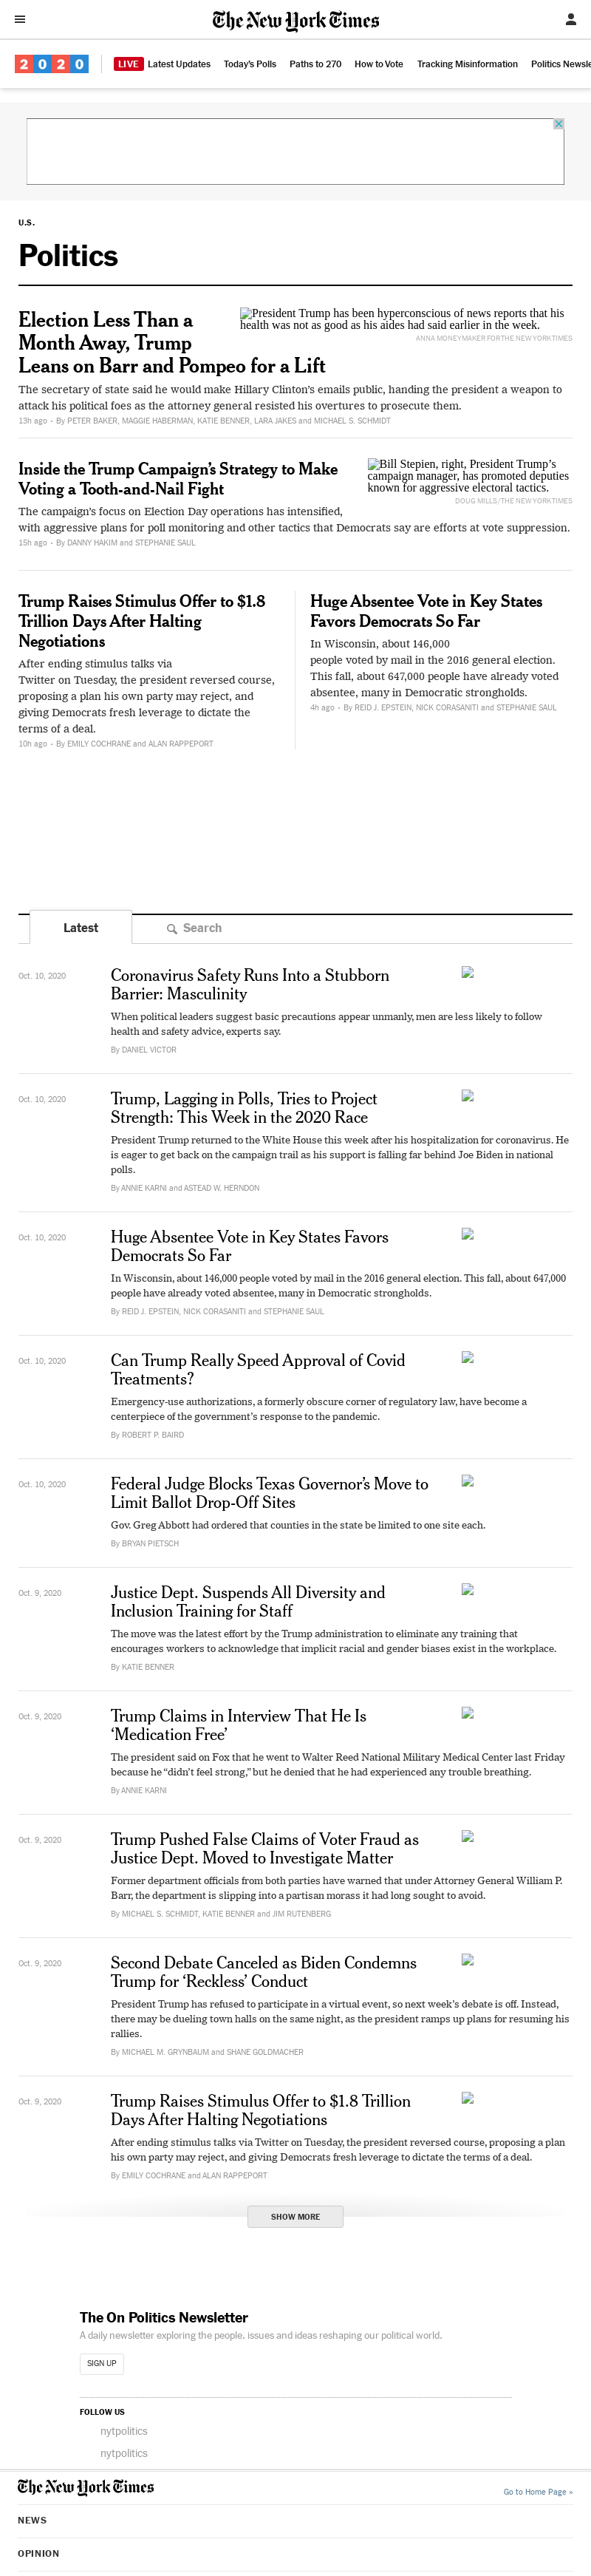 The New York Times
2020
LIVE Latest Updates Today's Polls Paths to 270 How to Vote Tracking Misinformation Politics Newsle
U.S.
Politics
Election Less Than a
Month Away, Trump
Leans on Barr and Pompeo for a Lift
President Trump has been hyperconscious of news reports that his
health was not as good as his aides had said earlier in the week.
ANNA MONEYMAKER FOR THE NEW YORK TIMES
The secretary of state said he would make Hillary Clinton’s emails public, handing the president a weapon to
attack his political foes as the attorney general resisted his overtures to prosecute them.
13h ago • By PETER BAKER, MAGGIE HABERMAN, KATIE BENNER, LARA JAKES and MICHAEL S. SCHMIDT
Inside the Trump Campaign’s Strategy to Make
Voting a Tooth-and-Nail Fight
Bill Stepien, right, President Trump’s
campaign manager, has promoted deputies
known for aggressive electoral tactics.
DOUG MILLS/THE NEW YORK TIMES
The campaign’s focus on Election Day operations has intensified,
with aggressive plans for poll monitoring and other tactics that Democrats say are efforts at vote suppression.
15h ago • By DANNY HAKIM and STEPHANIE SAUL
Trump Raises Stimulus Offer to $1.8
Trillion Days After Halting
Negotiations
After ending stimulus talks via
Twitter on Tuesday, the president reversed course,
proposing a plan his own party may reject, and
giving Democrats fresh leverage to dictate the
terms of a deal.
10h ago • By EMILY COCHRANE and ALAN RAPPEPORT
Huge Absentee Vote in Key States
Favors Democrats So Far
In Wisconsin, about 146,000
people voted by mail in the 2016 general election.
This fall, about 647,000 people have already voted
absentee, many in Democratic strongholds.
4h ago • By REID J. EPSTEIN, NICK CORASANITI and STEPHANIE SAUL
Latest
Search
Oct. 10, 2020
Coronavirus Safety Runs Into a Stubborn
Barrier: Masculinity
When political leaders suggest basic precautions appear unmanly, men are less likely to follow
health and safety advice, experts say.
By DANIEL VICTOR
Oct. 10, 2020
Trump, Lagging in Polls, Tries to Project
Strength: This Week in the 2020 Race
President Trump returned to the White House this week after his hospitalization for coronavirus. He
is eager to get back on the campaign trail as his support is falling far behind Joe Biden in national
polls.
By ANNIE KARNI and ASTEAD W. HERNDON
Oct. 10, 2020
Huge Absentee Vote in Key States Favors
Democrats So Far
In Wisconsin, about 146,000 people voted by mail in the 2016 general election. This fall, about 647,000
people have already voted absentee, many in Democratic strongholds.
By REID J. EPSTEIN, NICK CORASANITI and STEPHANIE SAUL
Oct. 10, 2020
Can Trump Really Speed Approval of Covid
Treatments?
Emergency-use authorizations, a formerly obscure corner of regulatory law, have become a
centerpiece of the government’s response to the pandemic.
By ROBERT P. BAIRD
Oct. 10, 2020
Federal Judge Blocks Texas Governor’s Move to
Limit Ballot Drop-Off Sites
Gov. Greg Abbott had ordered that counties in the state be limited to one site each.
By BRYAN PIETSCH
Oct. 9, 2020
Justice Dept. Suspends All Diversity and
Inclusion Training for Staff
The move was the latest effort by the Trump administration to eliminate any training that
encourages workers to acknowledge that implicit racial and gender biases exist in the workplace.
By KATIE BENNER
Oct. 9, 2020
Trump Claims in Interview That He Is
‘Medication Free’
The president said on Fox that he went to Walter Reed National Military Medical Center last Friday
because he “didn’t feel strong,” but he denied that he had experienced any trouble breathing.
By ANNIE KARNI
Oct. 9, 2020
Trump Pushed False Claims of Voter Fraud as
Justice Dept. Moved to Investigate Matter
Former department officials from both parties have warned that under Attorney General William P.
Barr, the department is slipping into a partisan morass it had long sought to avoid.
By MICHAEL S. SCHMIDT, KATIE BENNER and JIM RUTENBERG
Oct. 9, 2020
Second Debate Canceled as Biden Condemns
Trump for ‘Reckless’ Conduct
President Trump has refused to participate in a virtual event, so next week’s debate is off. Instead,
there may be dueling town halls on the same night, as the president ramps up plans for resuming his
rallies.
By MICHAEL M. GRYNBAUM and SHANE GOLDMACHER
Oct. 9, 2020
Trump Raises Stimulus Offer to $1.8 Trillion
Days After Halting Negotiations
After ending stimulus talks via Twitter on Tuesday, the president reversed course, proposing a plan
his own party may reject, and giving Democrats fresh leverage to dictate the terms of a deal.
By EMILY COCHRANE and ALAN RAPPEPORT
SHOW MORE
The On Politics Newsletter
A daily newsletter exploring the people, issues and ideas reshaping our political world.
SIGN UP
FOLLOW US
nytpolitics
nytpolitics
The New York Times
Go to Home Page »
NEWS
OPINION